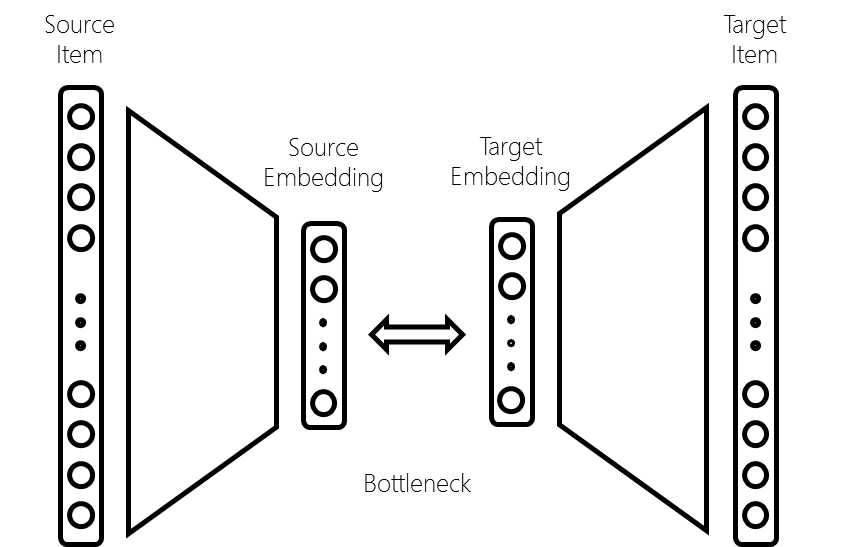 Source
Item
Target
Item
Source
Embedding
Target
Embedding
Bottleneck